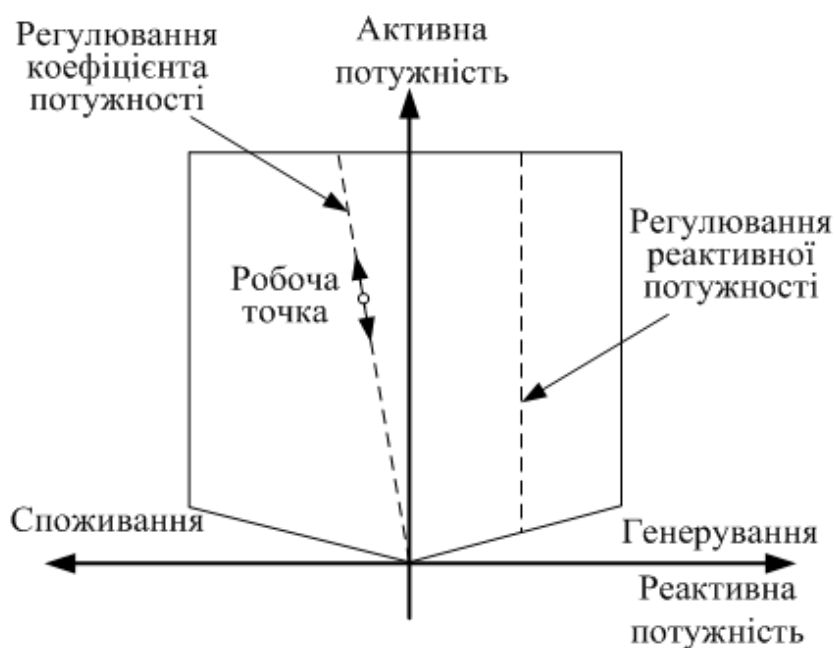 Регулювання
коефіцієнта
потужності
Активна
потужність
Регулювання
реактивної
потужності
Робоча
точка
Споживання
Генерування
Реактивна
потужність